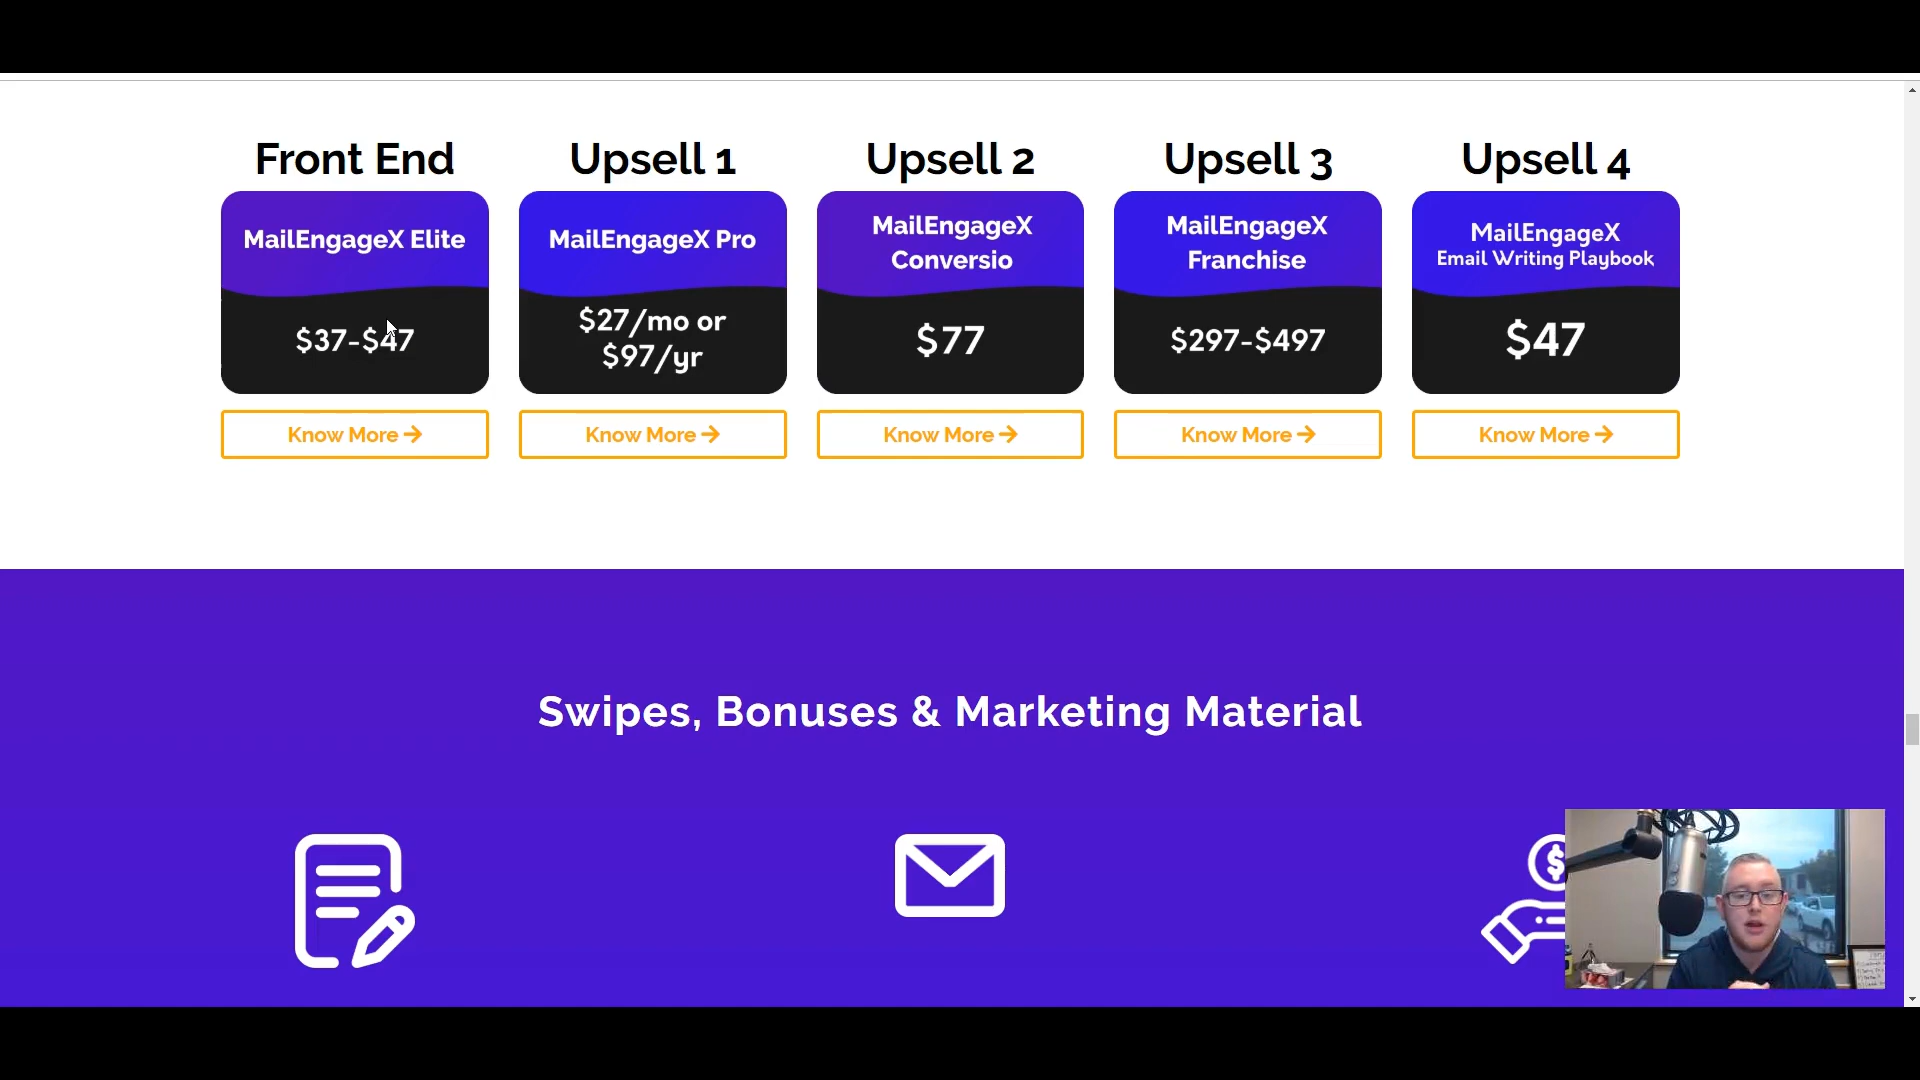 Front End
MailEngageX Elite
$37-$47
Know More
Upsell 1
MailEngageX Pro
$27/mo or
$97/yr
Know More
Upsell 2
MailEngageX
Conversio
$77
Know More
Upsell 3
MailEngageX
Franchise
$297-$497
Know More
Upsell 4
MailEngageX
Email Writing Playbook
$47
Know More
Swipes, Bonuses & Marketing Material
$